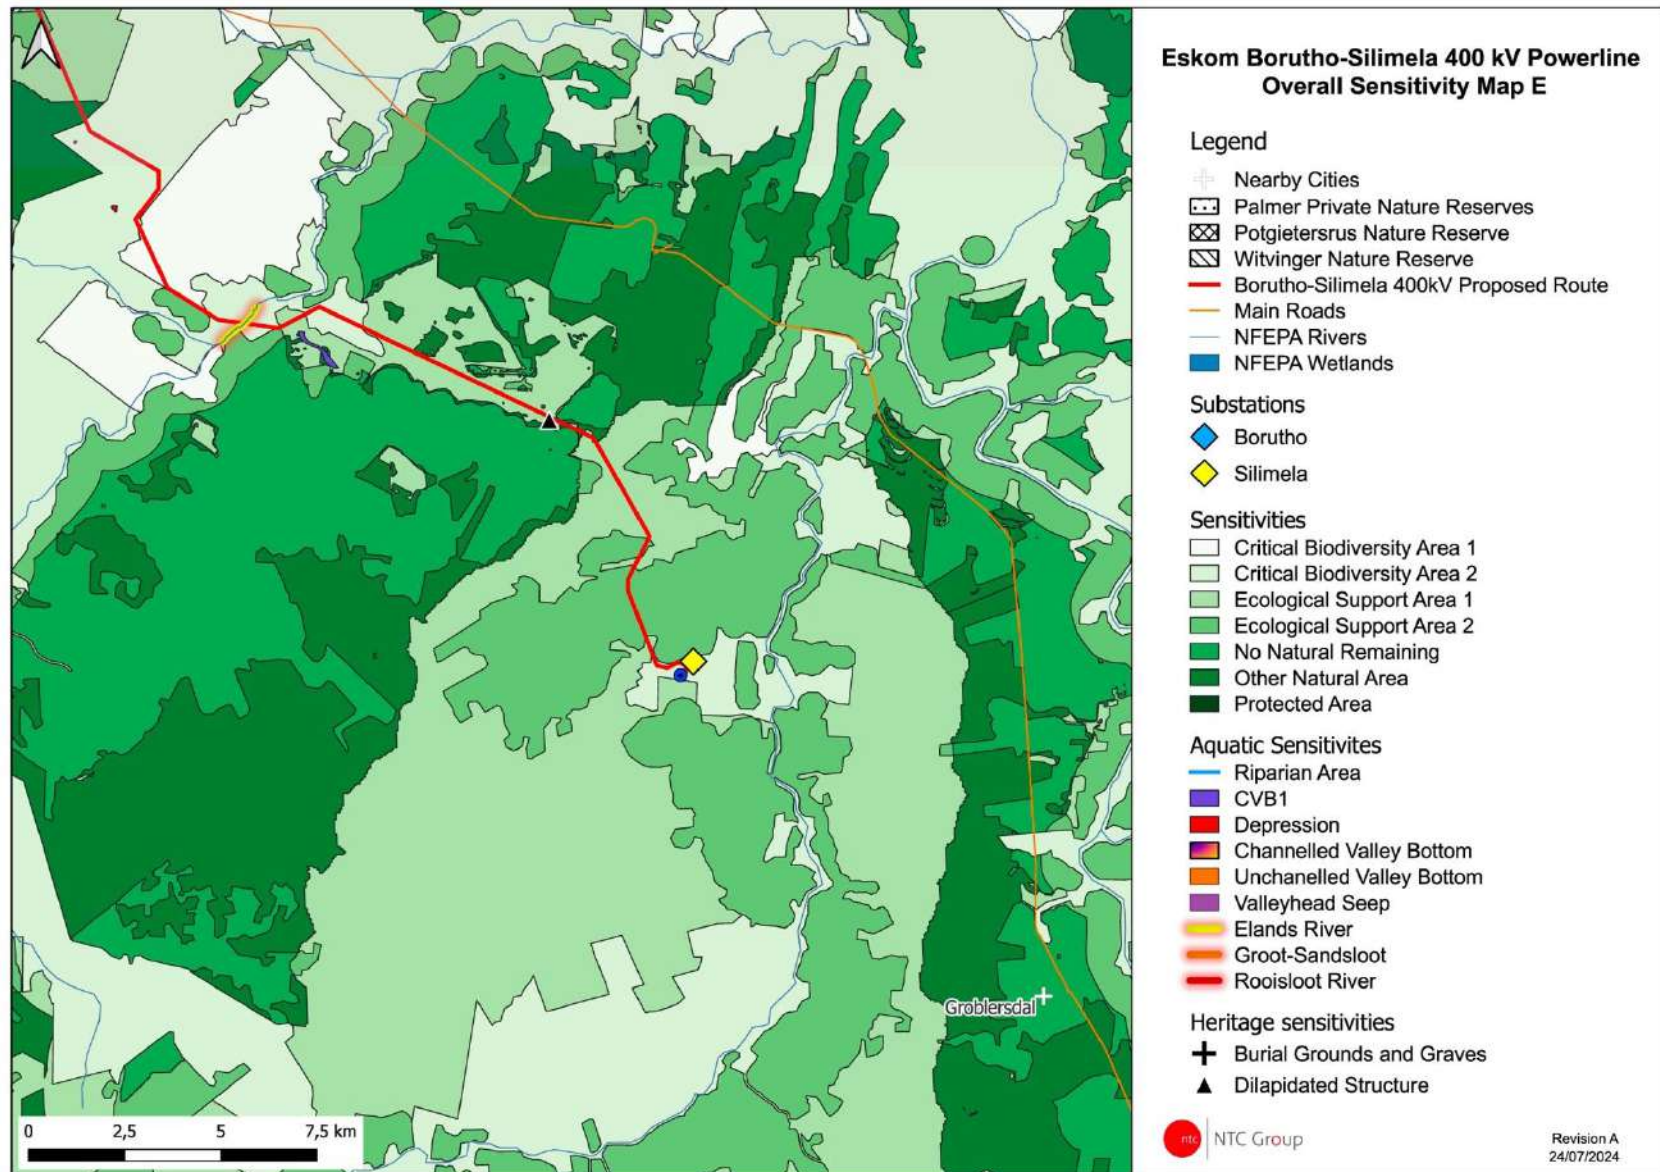 Eskom Borutho-Silimela 400 kV Powerline
Overall Sensitivity Map E
Legend
Nearby Cities
Palmer Private Nature Reserves
Potgietersrus Nature Reserve
Witvinger Nature Reserve
Borutho-Silimela 400kV Proposed Route
Main Roads
NFEPA Rivers
NFEPA Wetlands
Substations
Borutho
Silimela
Sensitivities
Critical Biodiversity Area 1
Critical Biodiversity Area 2
Ecological Support Area 1
Ecological Support Area 2
No Natural Remaining
Other Natural Area
Protected Area
Aquatic Sensitivites
Riparian Area
CVB1
Depression
Channelled Valley Bottom
Unchanelled Valley Bottom
Valleyhead Seep
Elands River
Groot-Sandsloot
Rooisloot River
Heritage sensitivities
Burial Grounds and Graves
Dilapidated Structure
Groblersdal
0 2,5 5 7,5 km
ntc NTC Group
Revision A
24/07/2024